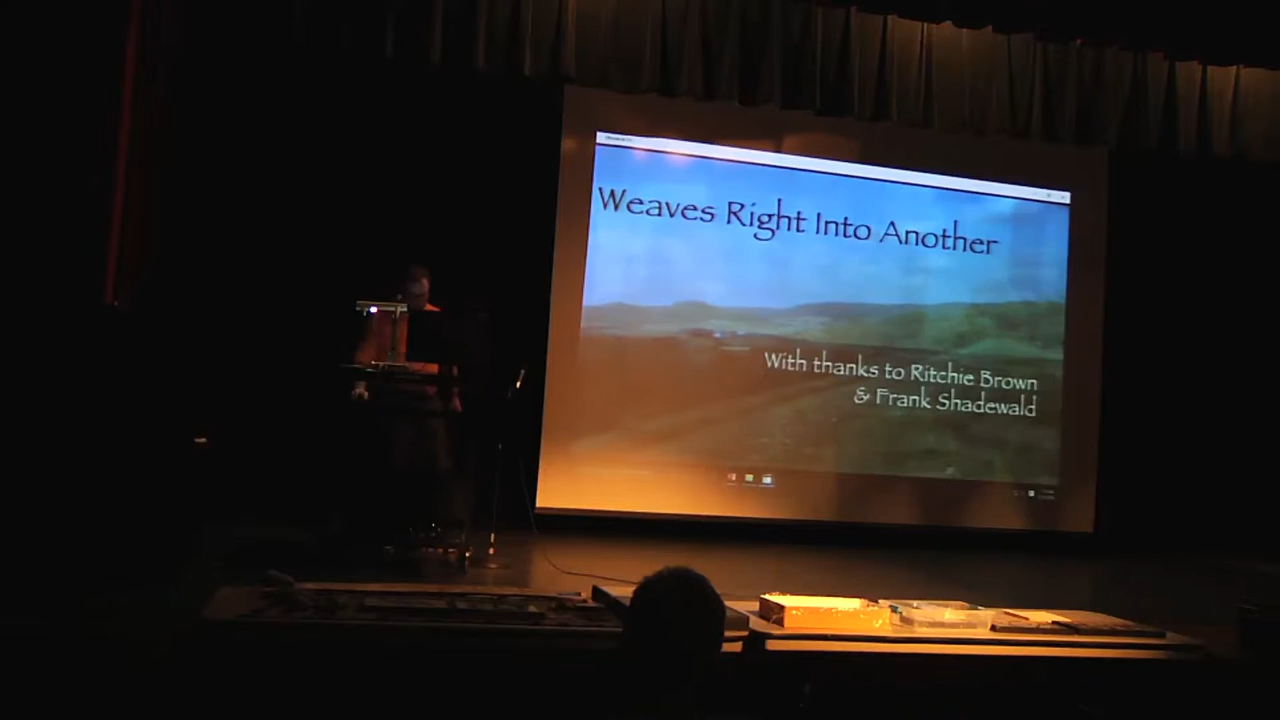 Weaves Right Into Another
With thanks to Ritchie Brown
& Frank Shadewald